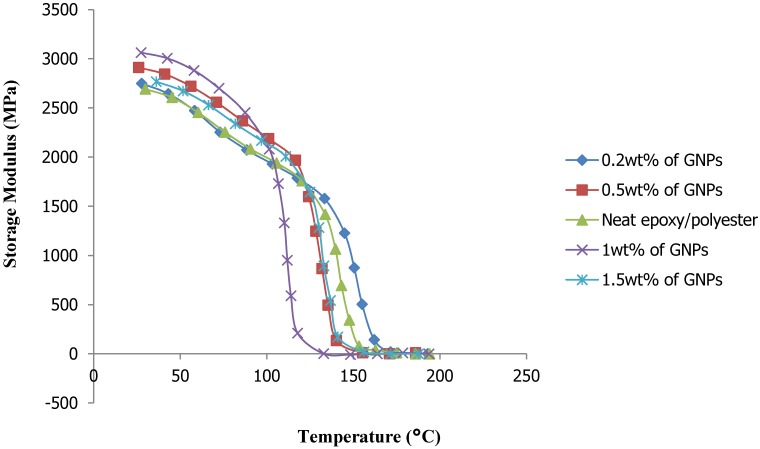 3500
3000
2500
2000
1500
1000
500
0
-500
0 50 100 150 200 250
Storage Modulus (MPa)
Temperature (°C)
0.2wt% of GNPs
0.5wt% of GNPs
Neat epoxy/polyester
1wt% of GNPs
1.5wt% of GNPs